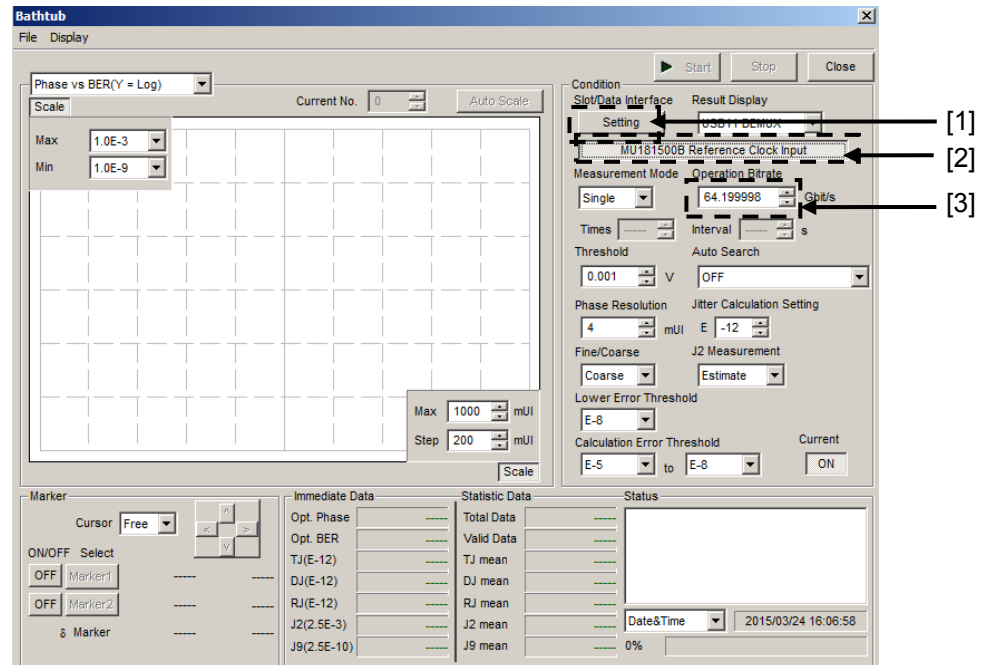 Bathtub
File Display
Start Stop Close
Phase vs BER(Y = Log)
Scale
Current No. 0 Auto Scale
Max 1.0E-3
Min 1.0E-9
Max 1000 mUI
Step 200 mUI
Scale
Condition
Slot/Data Interface Result Display
Setting USB11 DEMUX [1]
MU181500B Reference Clock Input [2]
Measurement Mode Operation Bitrate
Single 64.199998 Gbit/s [3]
Times ----- Interval ----- s
Threshold Auto Search
0.001 V OFF
Phase Resolution Jitter Calculation Setting
4 mUI E -12
Fine/Coarse J2 Measurement
Coarse Estimate
Lower Error Threshold
E-8
Calculation Error Threshold Current
E-5 to E-8 ON
Marker
Cursor Free
< ^ > v
ON/OFF Select
OFF Marker1 ----- -----
OFF Marker2 ----- -----
δ Marker ----- -----
Immediate Data
Opt. Phase -----
Opt. BER -----
TJ(E-12) -----
DJ(E-12) -----
RJ(E-12) -----
J2(2.5E-3) -----
J9(2.5E-10) -----
Statistic Data
Total Data -----
Valid Data -----
TJ mean -----
DJ mean -----
RJ mean -----
J2 mean -----
J9 mean -----
Status
Date&Time 2015/03/24 16:06:58
0%